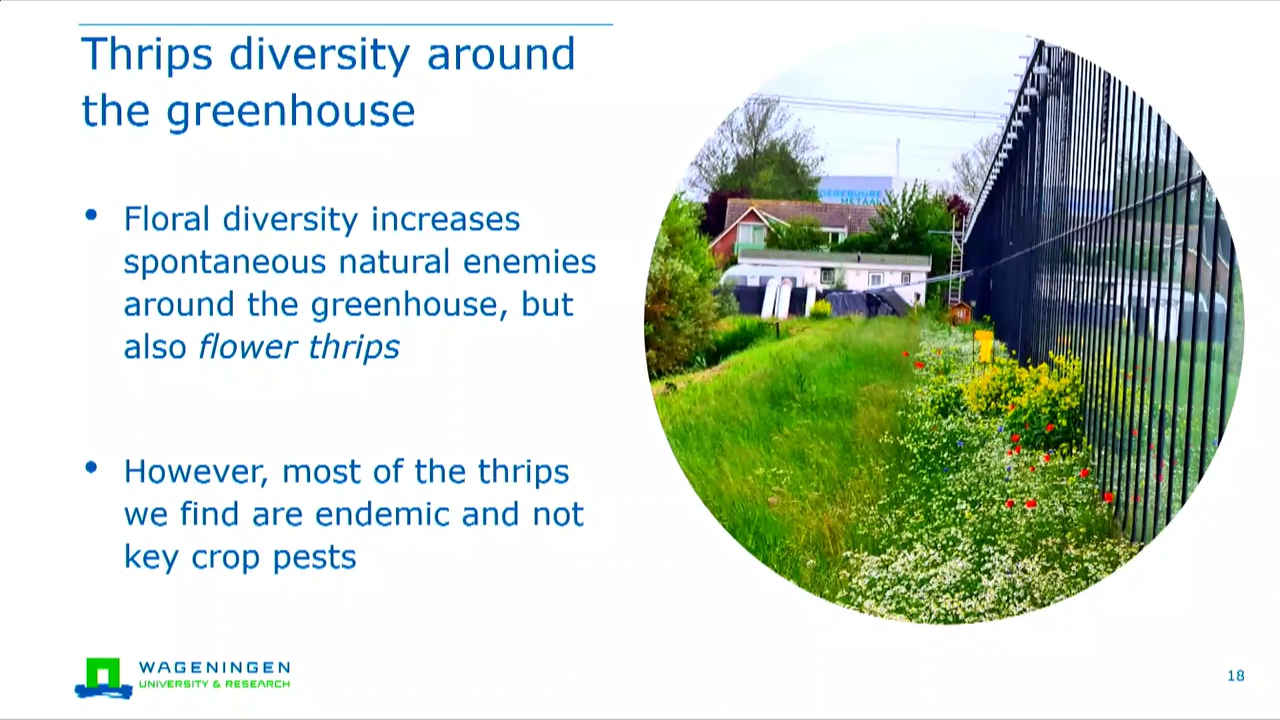 Thrips diversity around
the greenhouse
• Floral diversity increases
spontaneous natural enemies
around the greenhouse, but
also flower thrips
• However, most of the thrips
we find are endemic and not
key crop pests
METAAL
WAGENINGEN
UNIVERSITY & RESEARCH
18